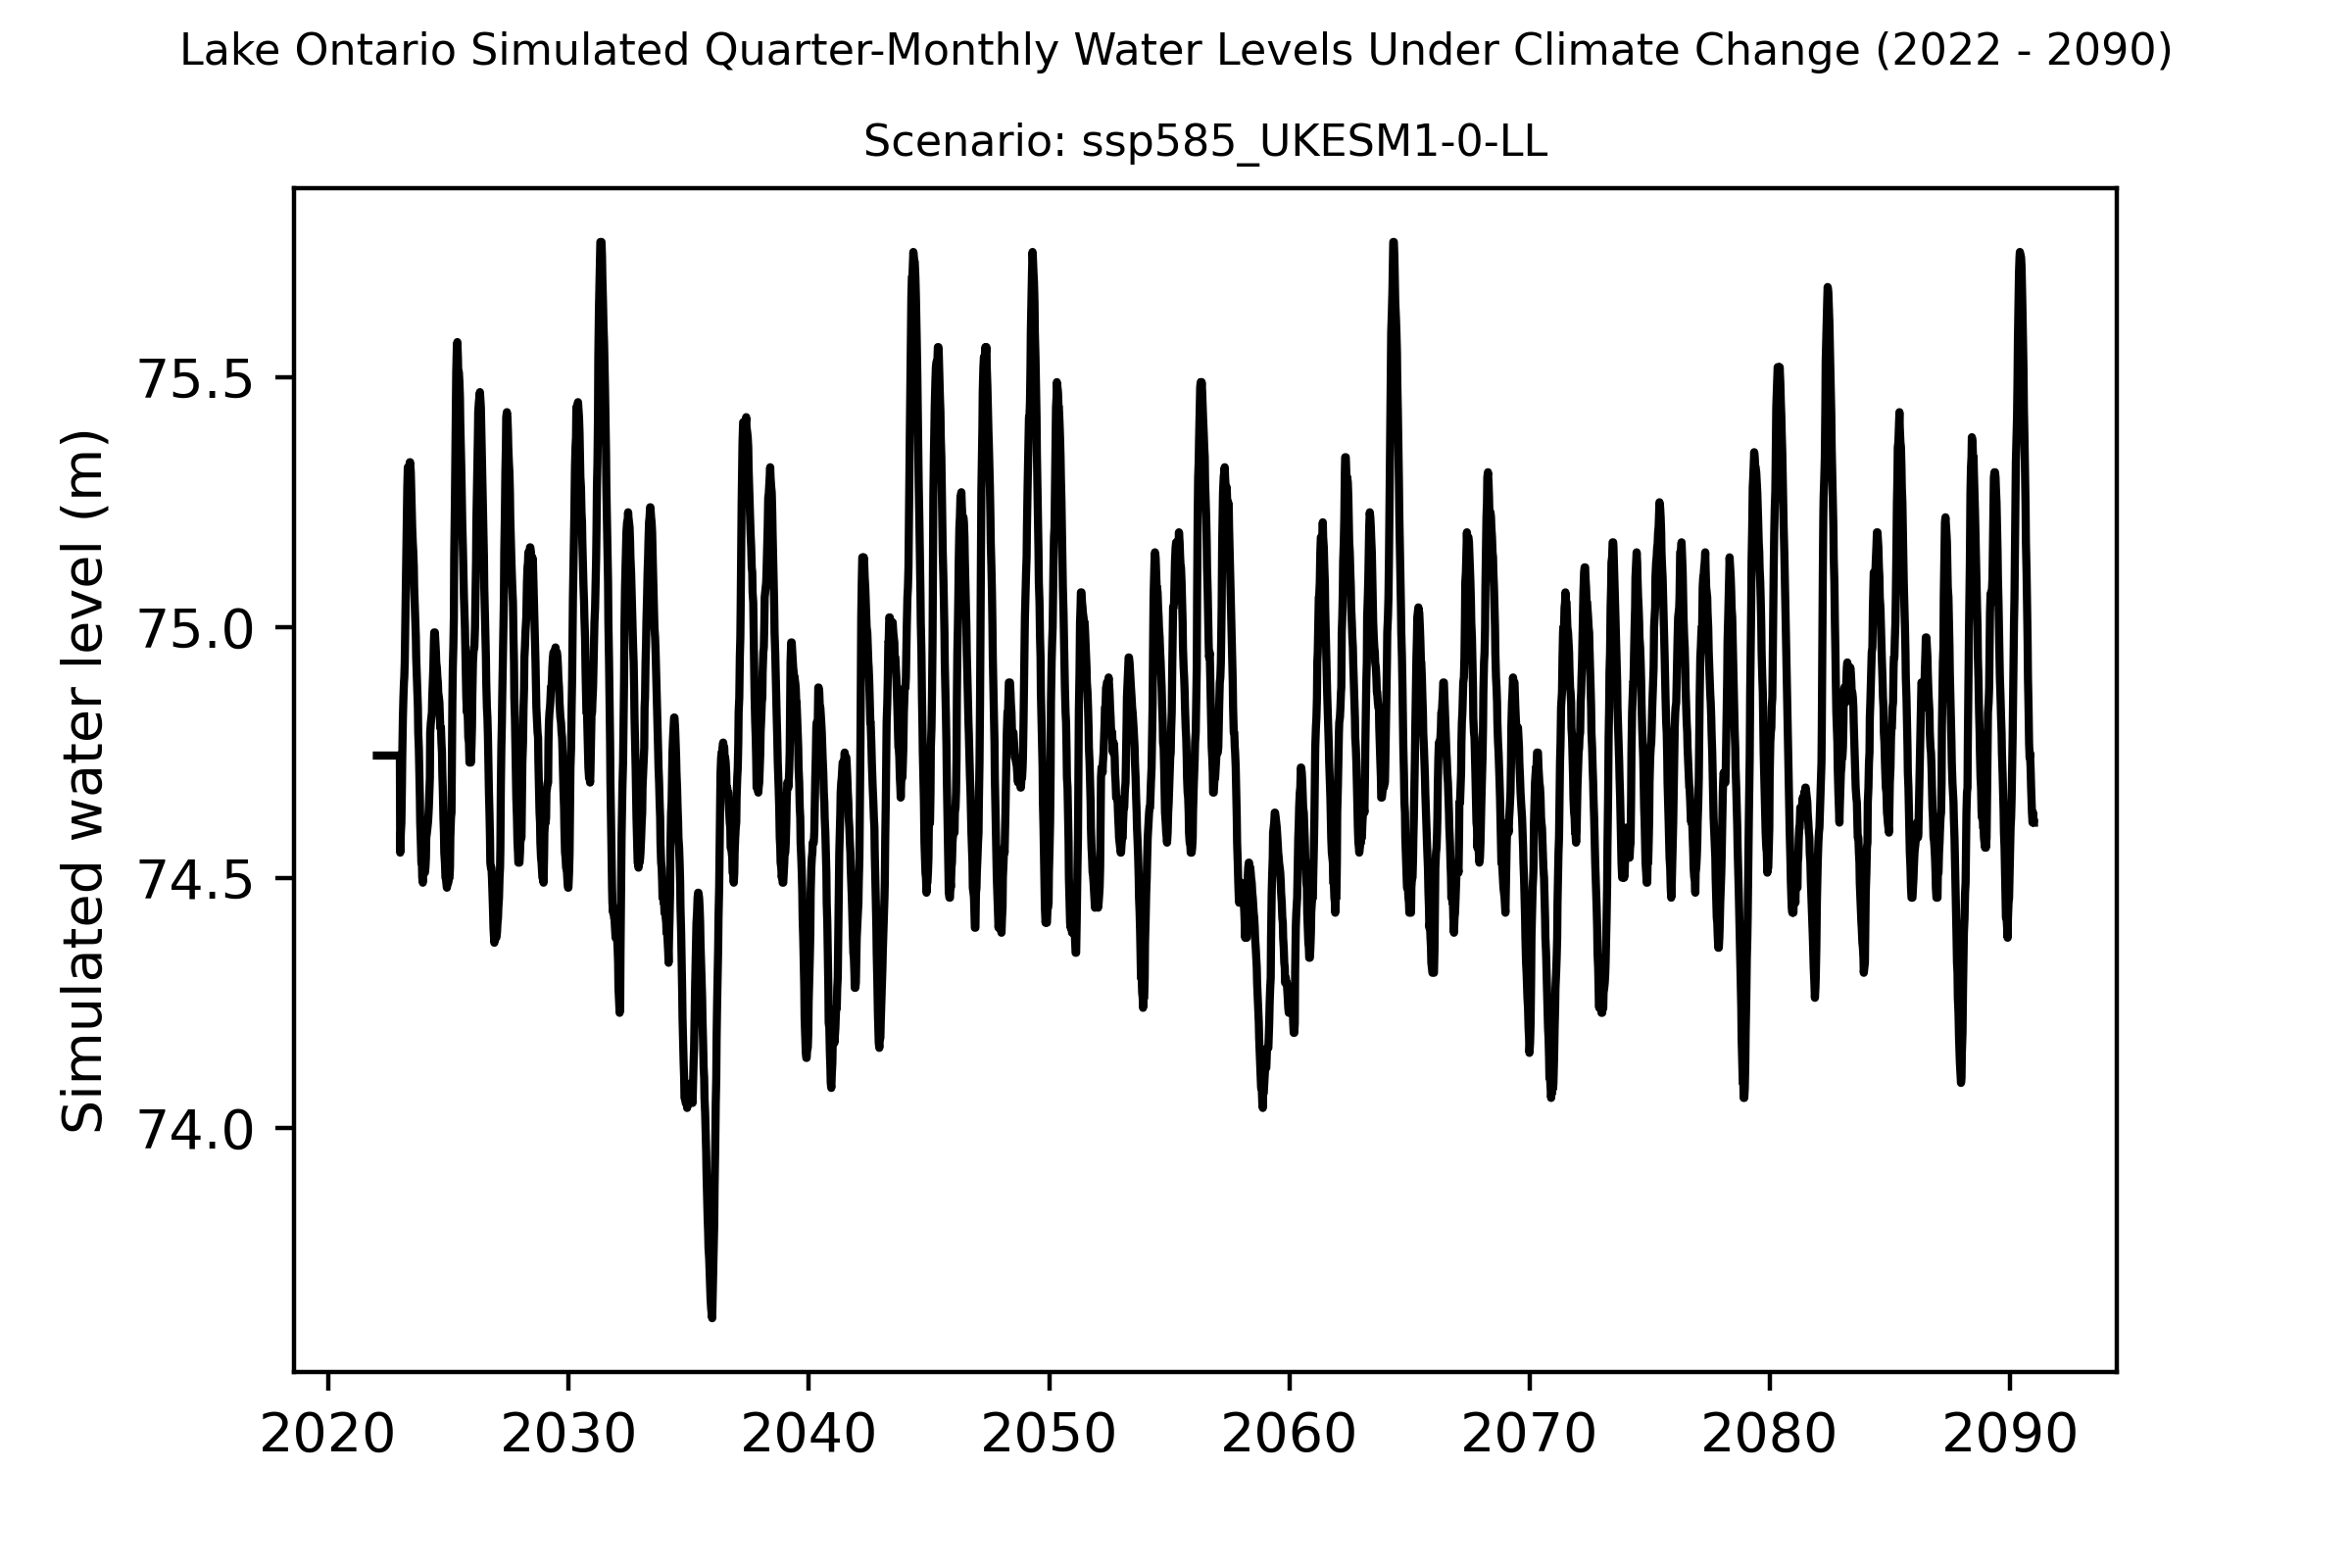 Lake Ontario Simulated Quarter-Monthly Water Levels Under Climate Change (2022 - 2090)
Scenario: ssp585_UKESM1-0-LL
Simulated water level (m)
75.5
75.0
74.5
74.0
2020 2030 2040 2050 2060 2070 2080 2090